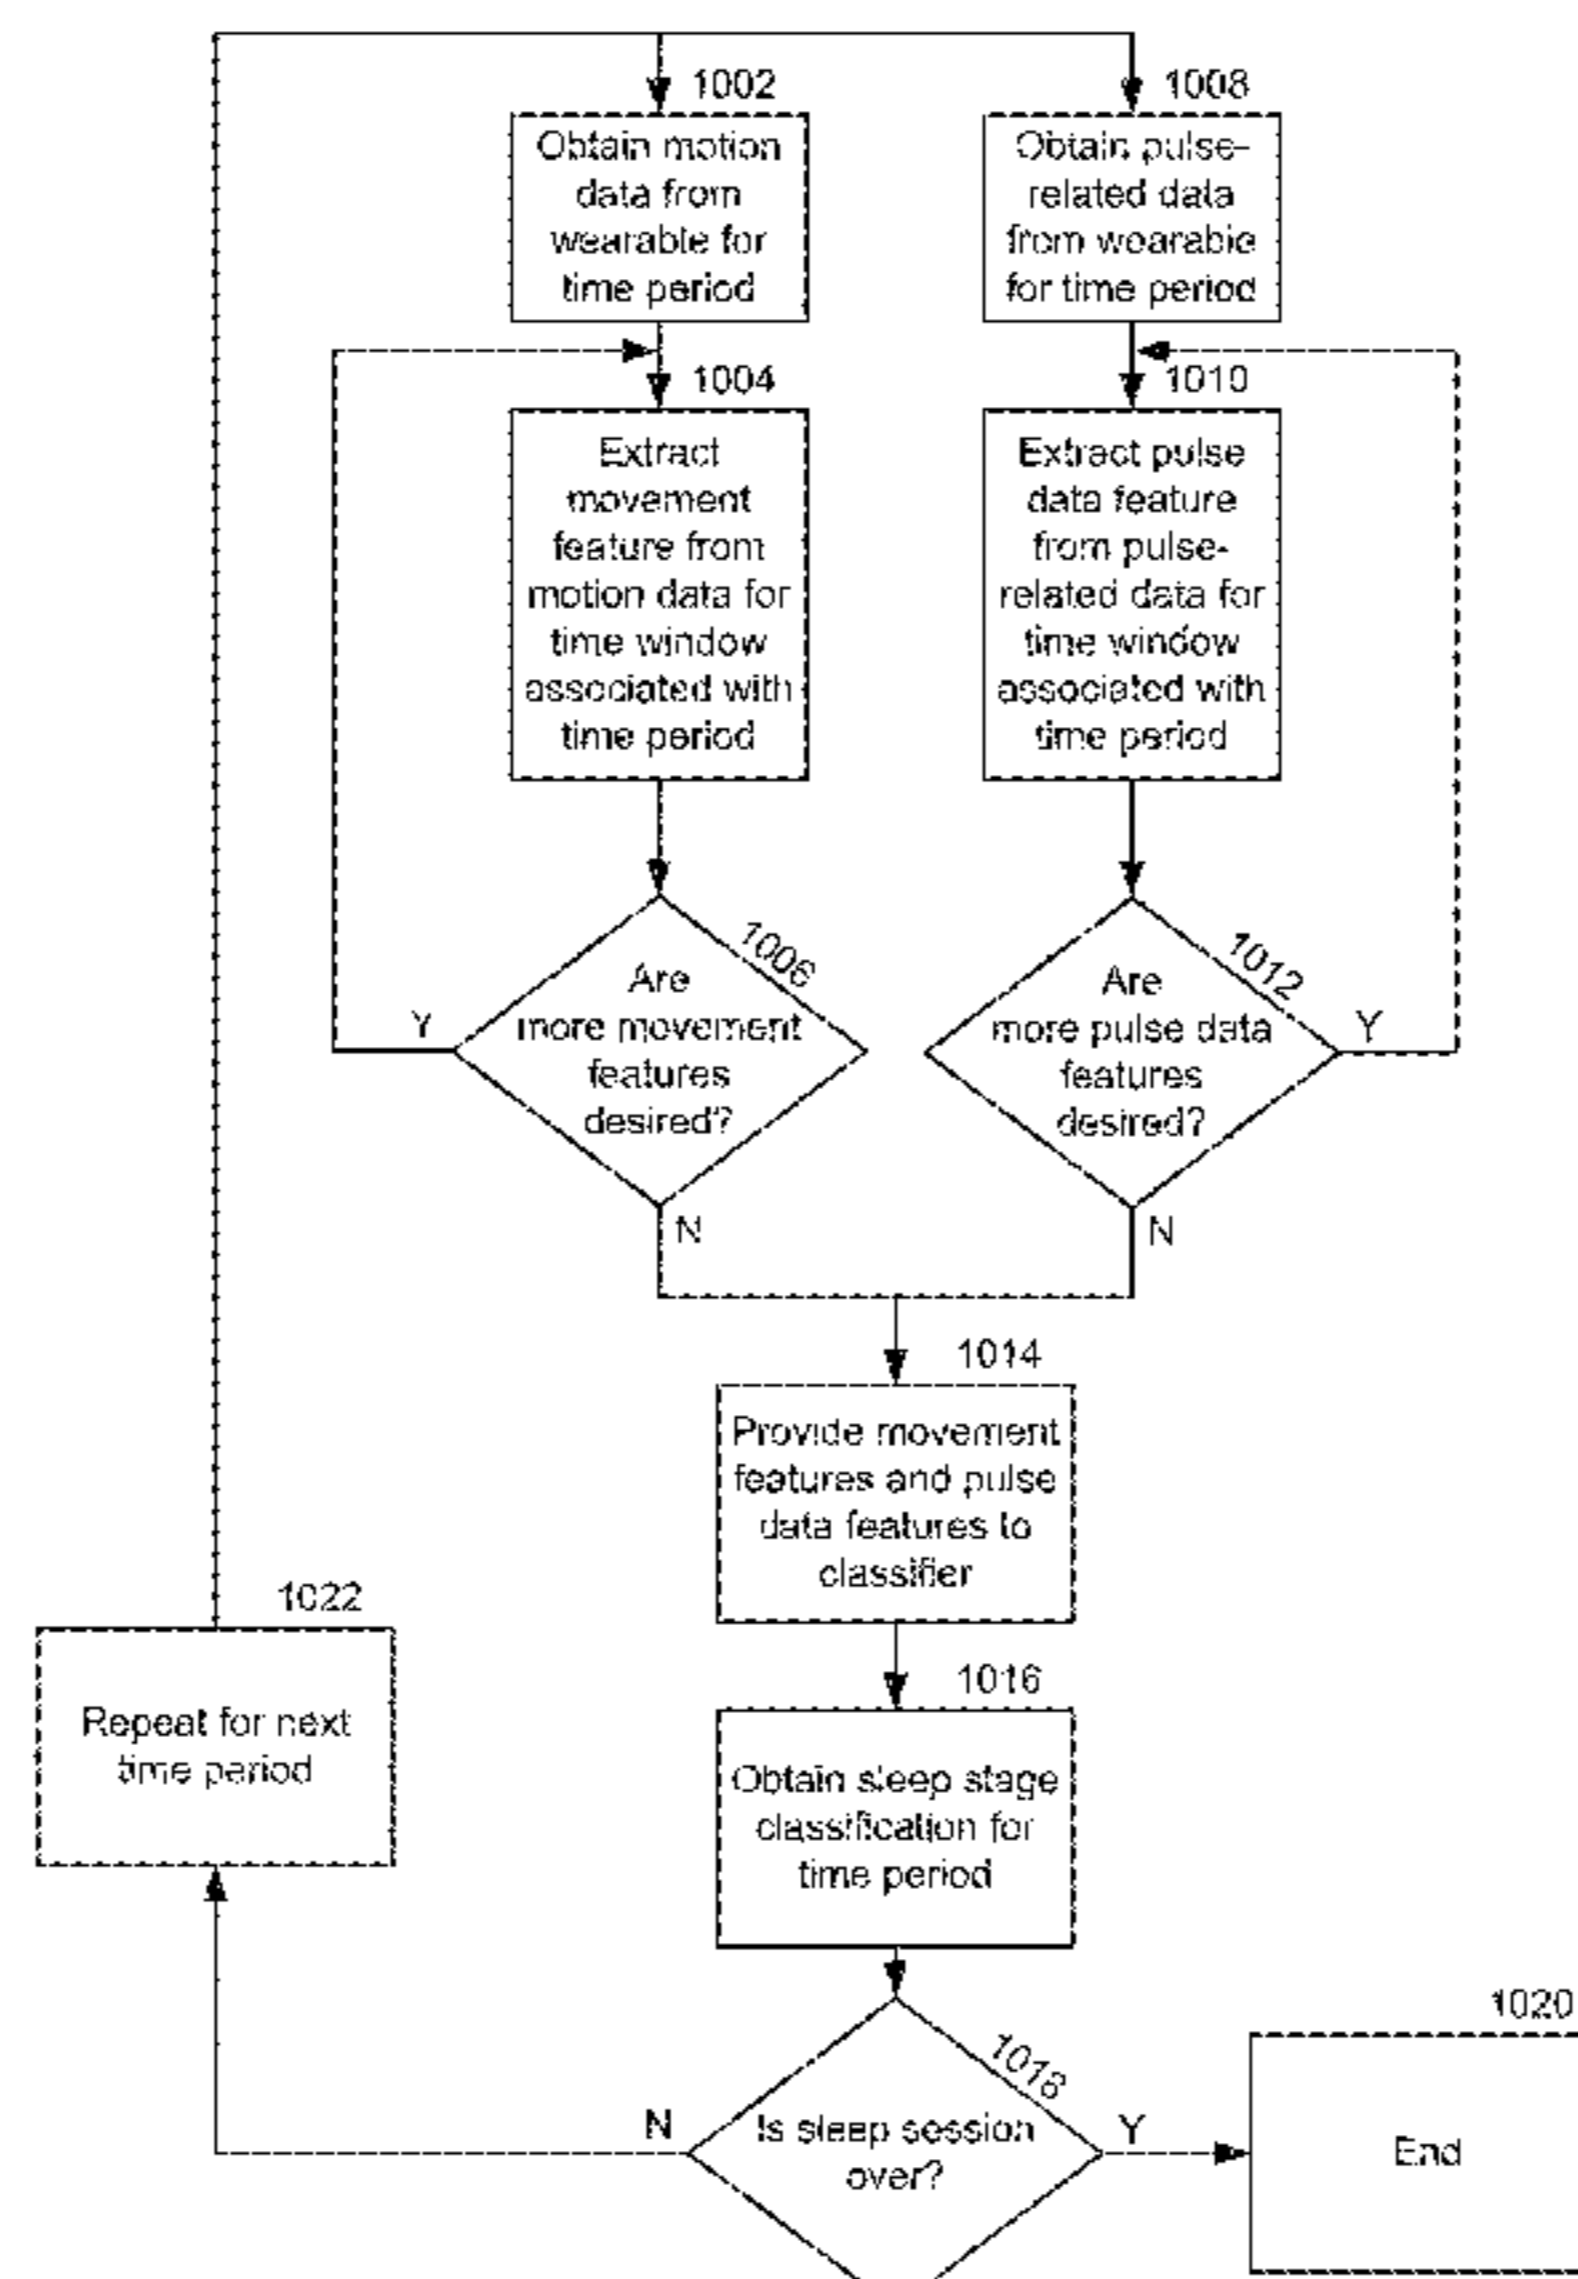 1002
Obtain motion
data from
wearable for
time period
1008
Obtain pulse-
related data
from wearable
for time period
1004
Extract
movement
feature from
motion data for
time window
associated with
time period
1010
Extract pulse
data feature
from pulse-
related data for
time window
associated with
time period
1006
Are
more movement
features
desired?
Y
N
1012
Are
more pulse data
features
desired?
Y
N
1014
Provide movement
features and pulse
data features to
classifier
1016
Obtain sleep stage
classification for
time period
1022
Repeat for next
time period
1018
Is sleep session
over?
N
Y
1020
End